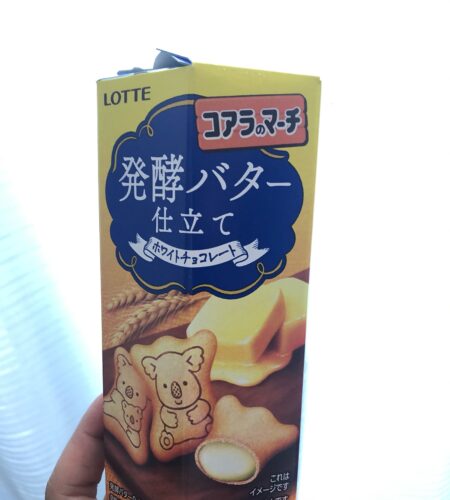 LOTTE
コアラのマーチ
発酵バター
仕立て
ホワイトチョコレート
これは
イメージです